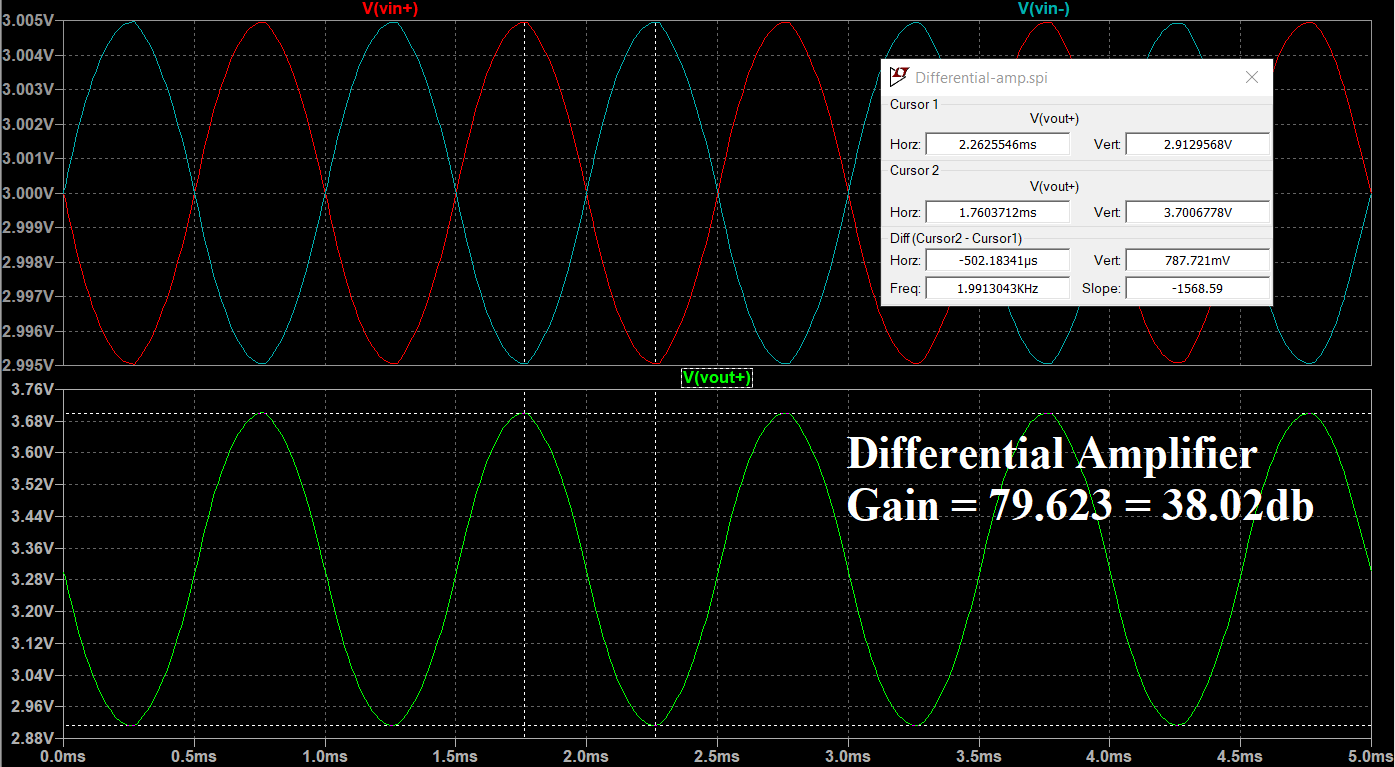 V(vin+) V(vin-)
3.005V
3.004V
3.003V
3.002V
3.001V
3.000V
2.999V
2.998V
2.997V
2.996V
2.995V
Differential-amp.spi
Cursor 1
V(vout+)
Horz: 2.2625546ms Vert: 2.9129568V
Cursor 2
V(vout+)
Horz: 1.7603712ms Vert: 3.7006778V
Diff (Cursor2 - Cursor1)
Horz: -502.18341µs Vert: 787.721mV
Freq: 1.9913043KHz Slope: -1568.59
V(vout+)
3.76V
3.68V
3.60V
3.52V
3.44V
3.36V
3.28V
3.20V
3.12V
3.04V
2.96V
2.88V
Differential Amplifier
Gain = 79.623 = 38.02db
0.0ms 0.5ms 1.0ms 1.5ms 2.0ms 2.5ms 3.0ms 3.5ms 4.0ms 4.5ms 5.0ms